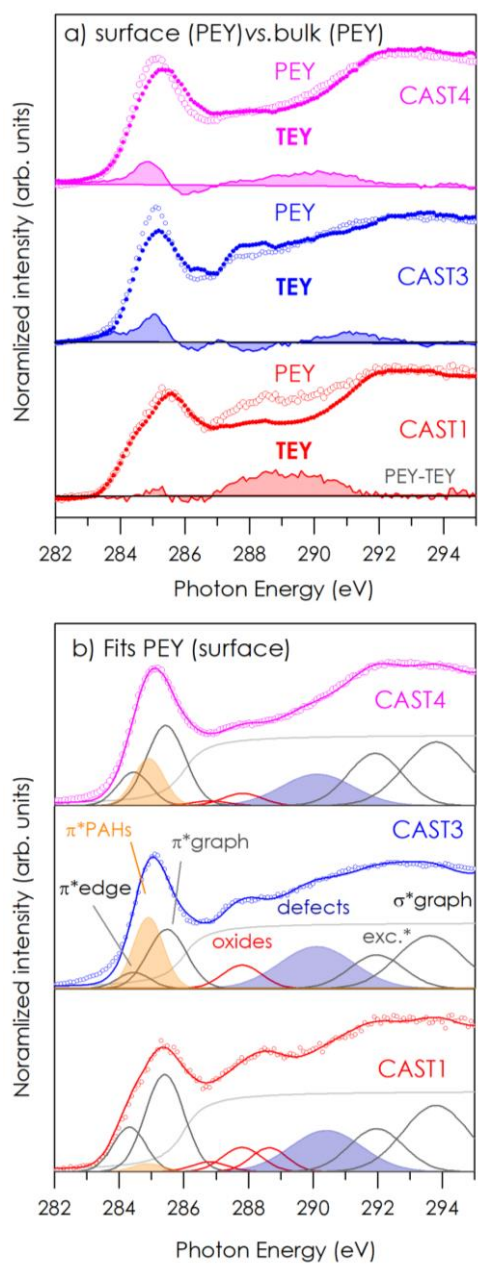 a) surface (PEY)vs.bulk (PEY)
PEY
CAST4
TEY
PEY
CAST3
TEY
PEY
CAST1
TEY
PEY-TEY
Noramlized intensity (arb. units)
282 284 286 288 290 292 294
Photon Energy (eV)
b) Fits PEY (surface)
CAST4
π*PAHs
CAST3
π*graph
π*edge
defects
σ*graph
oxides
exc.*
CAST1
Noramlized intensity (arb. units)
282 284 286 288 290 292 294
Photon Energy (eV)